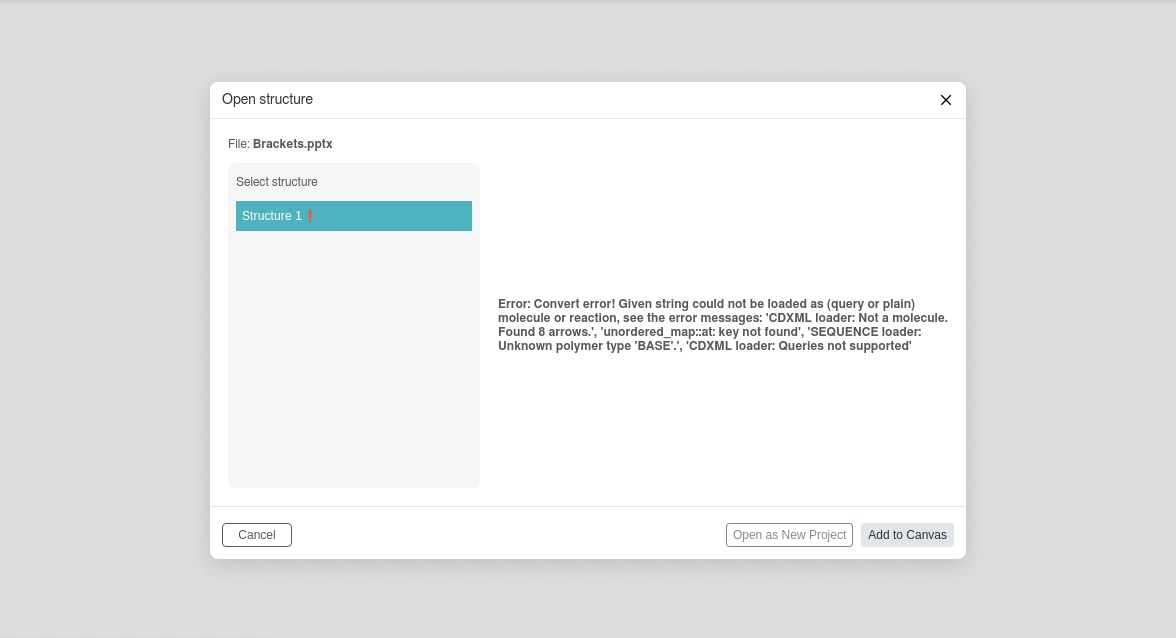 Open structure
File: Brackets.pptx
Select structure
Structure 1❗
Error: Convert error! Given string could not be loaded as (query or plain)
molecule or reaction, see the error messages: 'CDXML loader: Not a molecule.
Found 8 arrows.', 'unordered_map::at: key not found', 'SEQUENCE loader:
Unknown polymer type 'BASE'.', 'CDXML loader: Queries not supported'
Cancel
Open as New Project
Add to Canvas